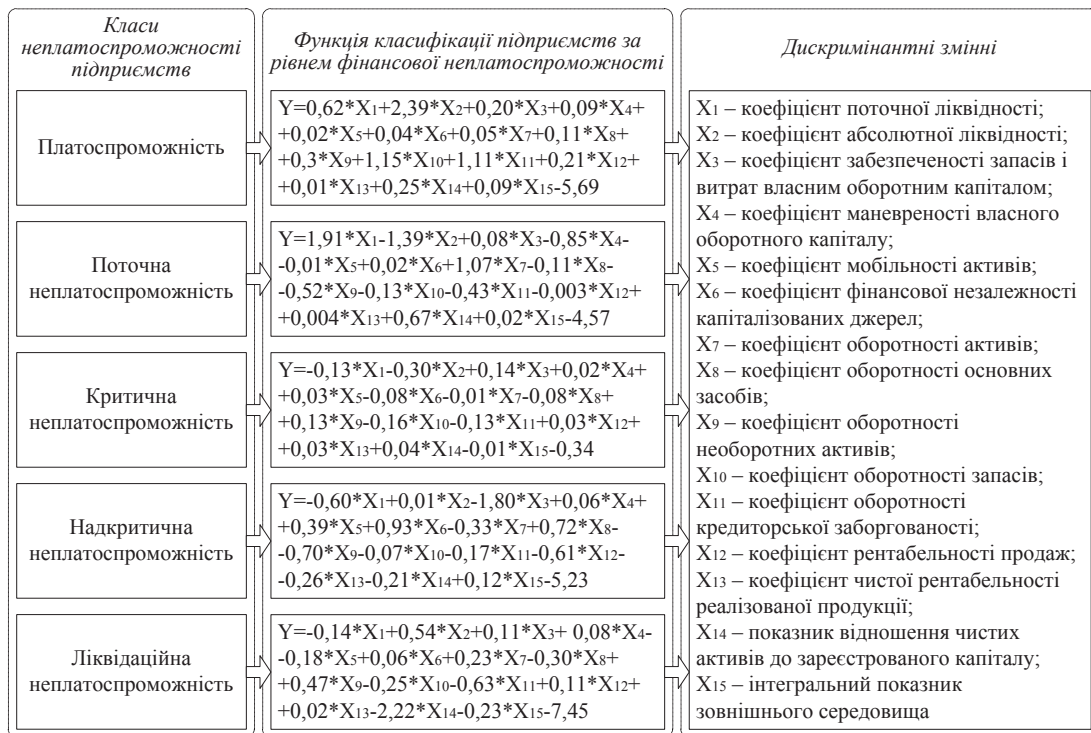 Класи
неплатоспроможності
підприємств
Функція класифікації підприємств за
рівнем фінансової неплатоспроможності
Дискримінантні змінні
Платоспроможність
Y=0,62*X1+2,39*X2+0,20*X3+0,09*X4+
+0,02*X5+0,04*X6+0,05*X7+0,11*X8+
+0,3*X9+1,15*X10+1,11*X11+0,21*X12+
+0,01*X13+0,25*X14+0,09*X15-5,69
Поточна
неплатоспроможність
Y=1,91*X1-1,39*X2+0,08*X3-0,85*X4-
-0,01*X5+0,02*X6+1,07*X7-0,11*X8-
-0,52*X9-0,13*X10-0,43*X11-0,003*X12+
+0,004*X13+0,67*X14+0,02*X15-4,57
Критична
неплатоспроможність
Y=-0,13*X1-0,30*X2+0,14*X3+0,02*X4+
+0,03*X5-0,08*X6-0,01*X7-0,08*X8+
+0,13*X9-0,16*X10-0,13*X11+0,03*X12+
+0,03*X13+0,04*X14-0,01*X15-0,34
Надкритична
неплатоспроможність
Y=-0,60*X1+0,01*X2-1,80*X3+0,06*X4+
+0,39*X5+0,93*X6-0,33*X7+0,72*X8-
-0,70*X9-0,07*X10-0,17*X11-0,61*X12-
-0,26*X13-0,21*X14+0,12*X15-5,23
Ліквідаційна
неплатоспроможність
Y=-0,14*X1+0,54*X2+0,11*X3+ 0,08*X4-
-0,18*X5+0,06*X6+0,23*X7-0,30*X8+
+0,47*X9-0,25*X10-0,63*X11+0,11*X12+
+0,02*X13-2,22*X14-0,23*X15-7,45
X1 – коефіцієнт поточної ліквідності;
X2 – коефіцієнт абсолютної ліквідності;
X3 – коефіцієнт забезпеченості запасів і
витрат власним оборотним капіталом;
X4 – коефіцієнт маневреності власного
оборотного капіталу;
X5 – коефіцієнт мобільності активів;
X6 – коефіцієнт фінансової незалежності
капіталізованих джерел;
X7 – коефіцієнт оборотності активів;
X8 – коефіцієнт оборотності основних
засобів;
X9 – коефіцієнт оборотності
необоротних активів;
X10 – коефіцієнт оборотності запасів;
X11 – коефіцієнт оборотності
кредиторської заборгованості;
X12 – коефіцієнт рентабельності продаж;
X13 – коефіцієнт чистої рентабельності
реалізованої продукції;
X14 – показник відношення чистих
активів до зареєстрованого капіталу;
X15 – інтегральний показник
зовнішнього середовища